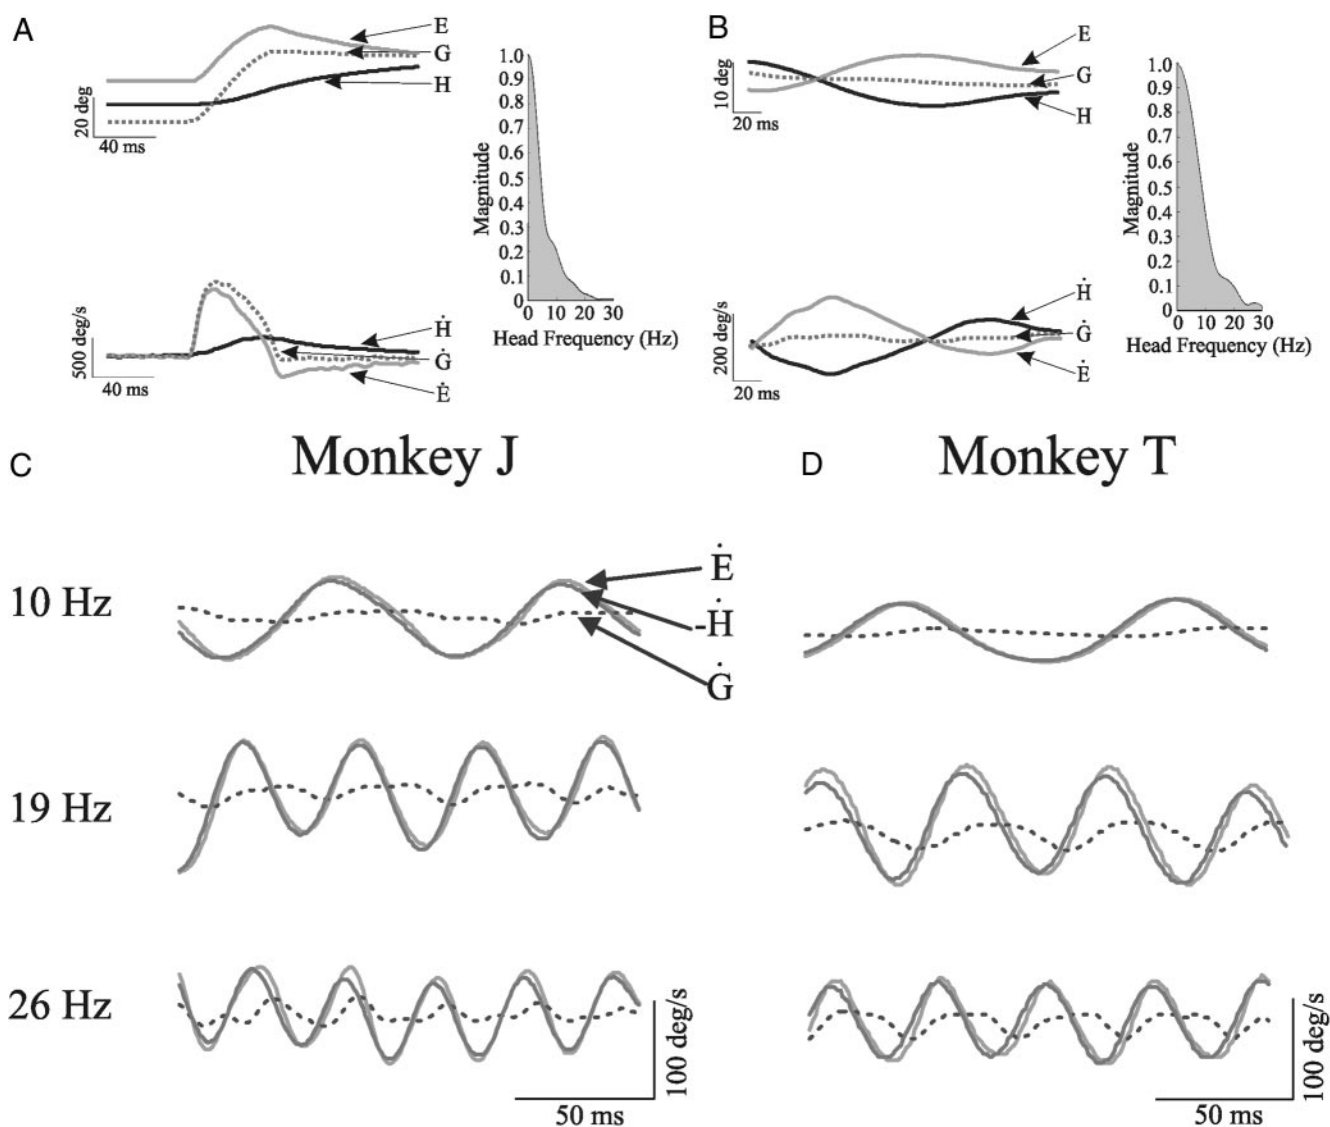 A
E
G
H
20 deg
40 ms
Magnitude
1.0
0.9
0.8
0.7
0.6
0.5
0.4
0.3
0.2
0.1
0
0 10 20 30
Head Frequency (Hz)
500 deg/s
40 ms
Ḣ
Ġ
Ė
B
E
G
H
10 deg
20 ms
Magnitude
1.0
0.9
0.8
0.7
0.6
0.5
0.4
0.3
0.2
0.1
0
0 10 20 30
Head Frequency (Hz)
200 deg/s
20 ms
Ḣ
Ġ
Ė
C
Monkey J
D
Monkey T
10 Hz
Ė
-Ḣ
Ġ
19 Hz
26 Hz
100 deg/s
50 ms
100 deg/s
50 ms